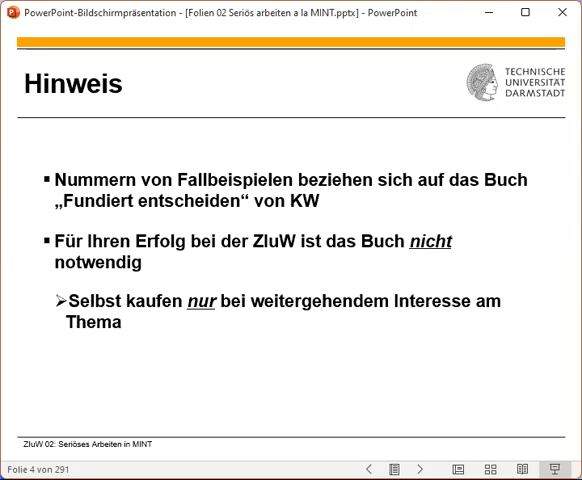 PowerPoint-Bildschirmpräsentation - [Folien 02 Seriös arbeiten a la MINT.pptx] - PowerPoint
Hinweis
TECHNISCHE
UNIVERSITÄT
DARMSTADT
▪ Nummern von Fallbeispielen beziehen sich auf das Buch
„Fundiert entscheiden“ von KW
▪ Für Ihren Erfolg bei der ZIuW ist das Buch nicht
notwendig
➢Selbst kaufen nur bei weitergehendem Interesse am
Thema
ZIuW 02: Seriöses Arbeiten in MINT
Folie 4 von 291